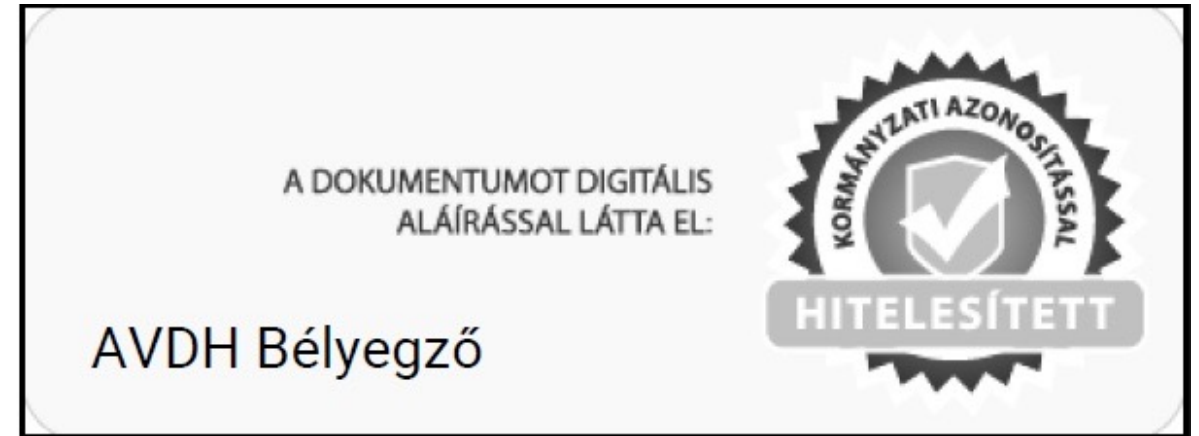 A DOKUMENTUMOT DIGITÁLIS
ALÁÍRÁSSAL LÁTTA EL:
AVDH Bélyegző
KORMÁNYZATI AZONOSÍTÁSSAL
HITELESÍTETT